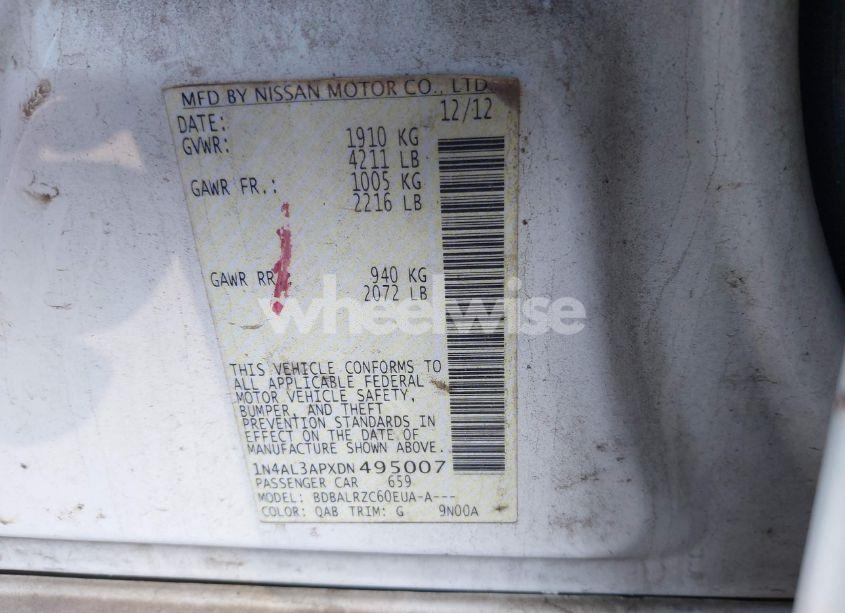 MFD BY NISSAN MOTOR CO., LTD.
DATE: 12/12
GVWR: 1910 KG
4211 LB
GAWR FR.: 1005 KG
2216 LB
GAWR RR 940 KG
2072 LB
wheelwise
THIS VEHICLE CONFORMS TO
ALL APPLICABLE FEDERAL
MOTOR VEHICLE SAFETY,
BUMPER, AND THEFT
PREVENTION STANDARDS IN
EFFECT ON THE DATE OF
MANUFACTURE SHOWN ABOVE.
1N4AL3APXDN495007
PASSENGER CAR 659
MODEL: BDBALRZC60EUA-A---
COLOR: QAB TRIM: G 9N00A